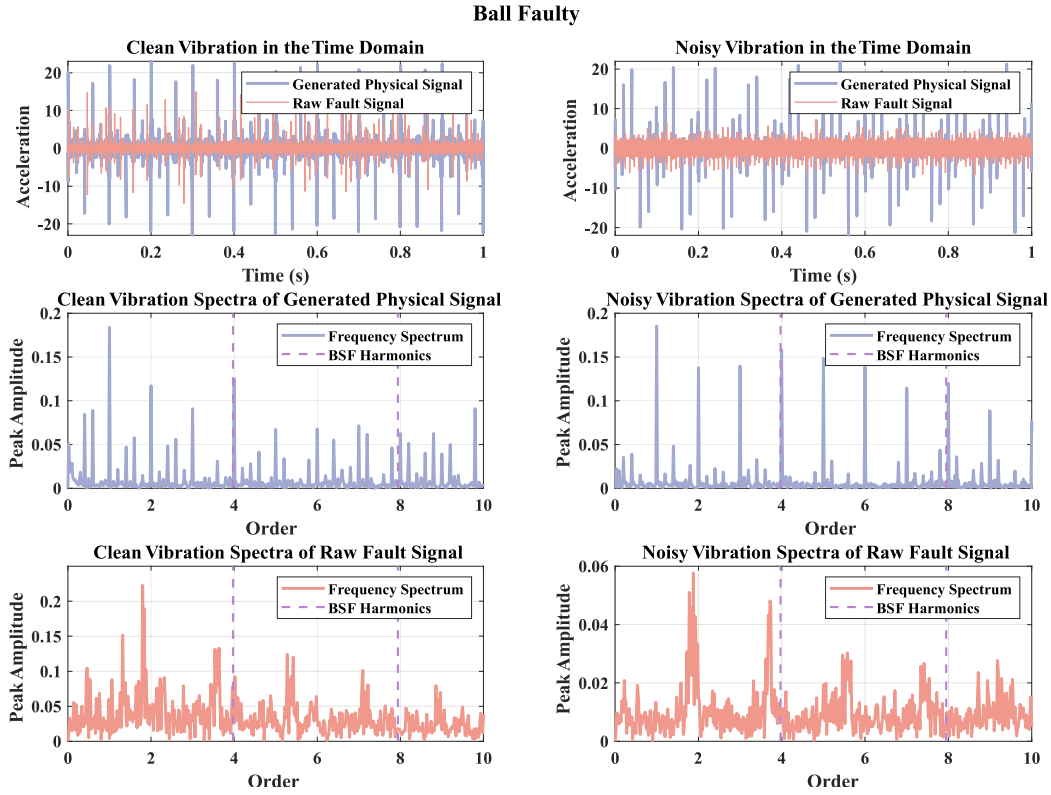 Ball Faulty
Clean Vibration in the Time Domain
Generated Physical Signal
Raw Fault Signal
Acceleration
20
10
0
-10
-20
0 0.2 0.4 0.6 0.8 1
Time (s)
Noisy Vibration in the Time Domain
Generated Physical Signal
Raw Fault Signal
Acceleration
20
10
0
-10
-20
0 0.2 0.4 0.6 0.8 1
Time (s)
Clean Vibration Spectra of Generated Physical Signal
Frequency Spectrum
BSF Harmonics
Peak Amplitude
0.2
0.15
0.1
0.05
0
0 2 4 6 8 10
Order
Noisy Vibration Spectra of Generated Physical Signal
Frequency Spectrum
BSF Harmonics
Peak Amplitude
0.2
0.15
0.1
0.05
0
0 2 4 6 8 10
Order
Clean Vibration Spectra of Raw Fault Signal
Frequency Spectrum
BSF Harmonics
Peak Amplitude
0.2
0.15
0.1
0.05
0
0 2 4 6 8 10
Order
Noisy Vibration Spectra of Raw Fault Signal
Frequency Spectrum
BSF Harmonics
Peak Amplitude
0.06
0.04
0.02
0
0 2 4 6 8 10
Order